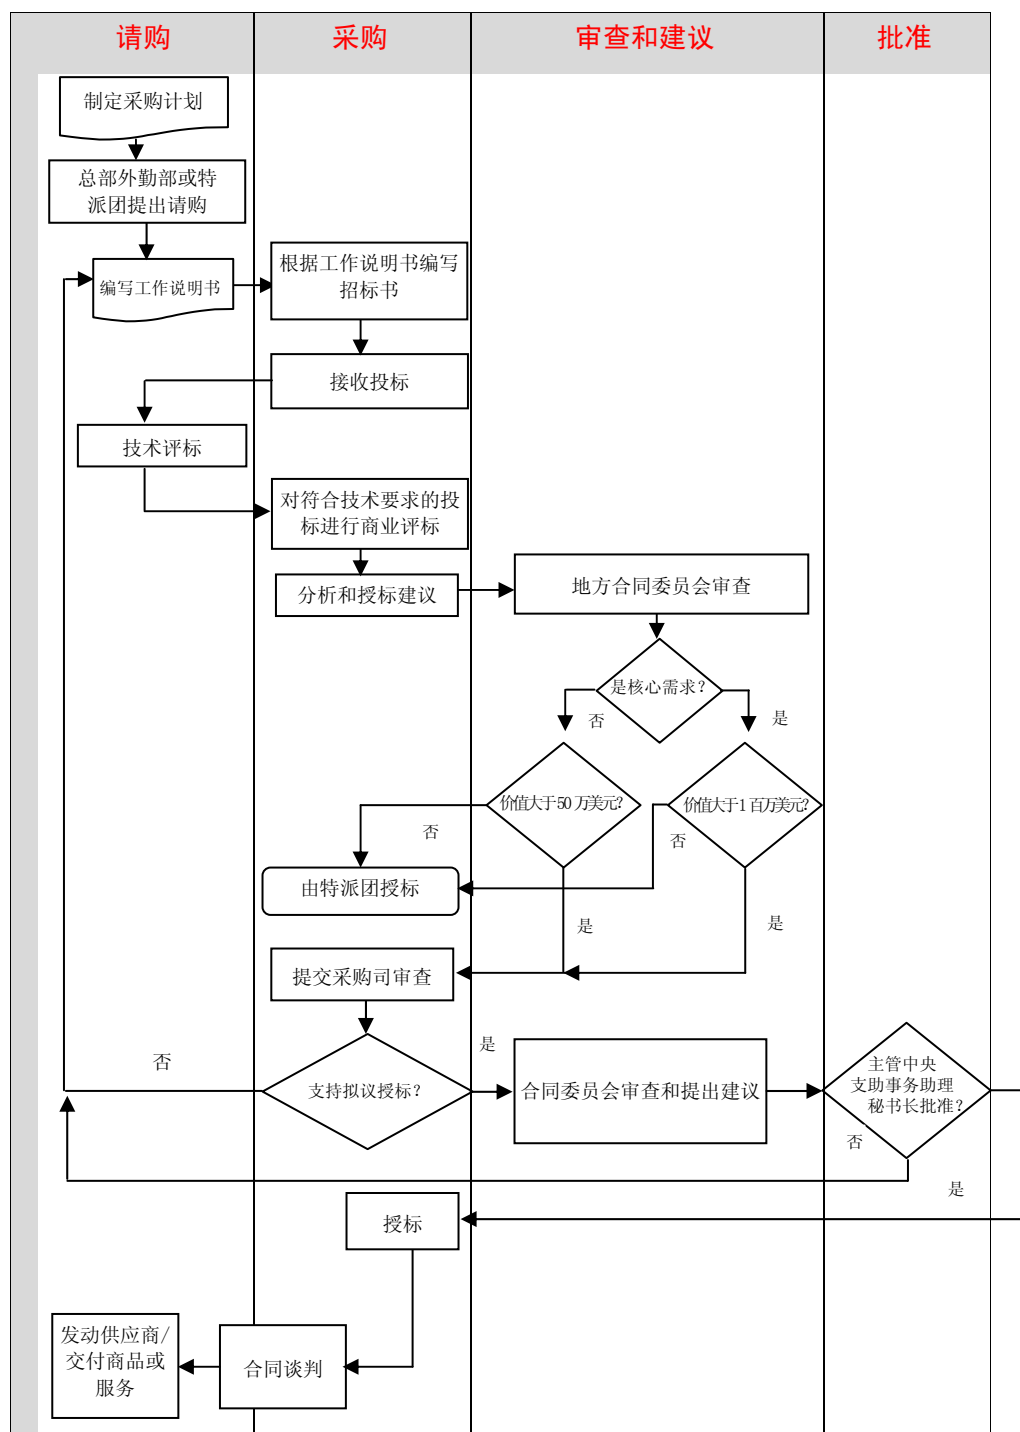 请购
采购
审查和建议
批准
制定采购计划
总部外勤部或特
派团提出请购
编写工作说明书
根据工作说明书编写
招标书
接收投标
技术评标
对符合技术要求的投
标进行商业评标
分析和授标建议
地方合同委员会审查
是核心需求？
否
是
价值大于50万美元？
价值大于1百万美元？
否
否
由特派团授标
是
是
提交采购司审查
否
是
支持拟议授标？
合同委员会审查和提出建议
主管中央
支助事务助理
秘书长批准？
否
是
授标
发动供应商/
交付商品或
服务
合同谈判